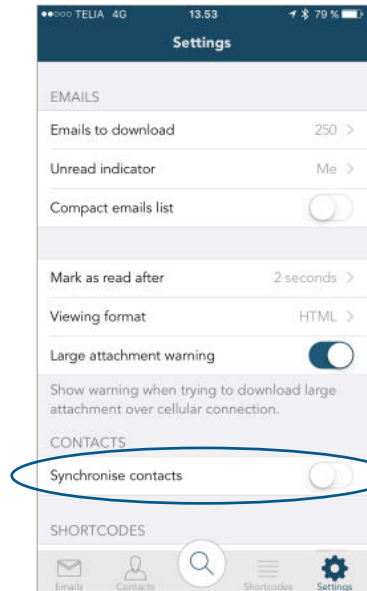 TELIA 4G 13.53 79 %
Settings
EMAILS
Emails to download 250 >
Unread indicator Me >
Compact emails list
Mark as read after 2 seconds >
Viewing format HTML >
Large attachment warning
Show warning when trying to download large
attachment over cellular connection.
CONTACTS
Synchronise contacts
SHORTCODES
Emails Contacts Shortcodes Settings